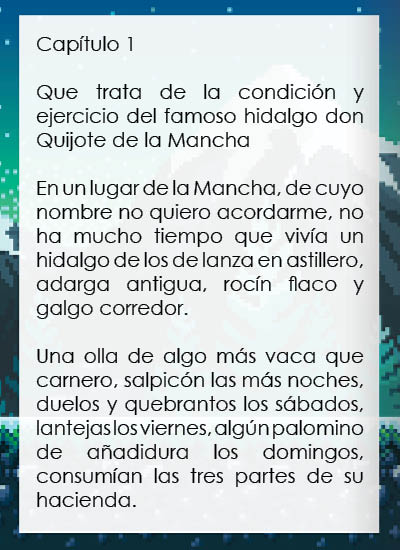 Capítulo 1
Que trata de la condición y
ejercicio del famoso hidalgo don
Quijote de la Mancha
En un lugar de la Mancha, de cuyo
nombre no quiero acordarme, no
ha mucho tiempo que vivía un
hidalgo de los de lanza en astillero,
adarga antigua, rocín flaco y
galgo corredor.
Una olla de algo más vaca que
carnero, salpicón las más noches,
duelos y quebrantos los sábados,
lantejas los viernes, algún palomino
de añadidura los domingos,
consumían las tres partes de su
hacienda.